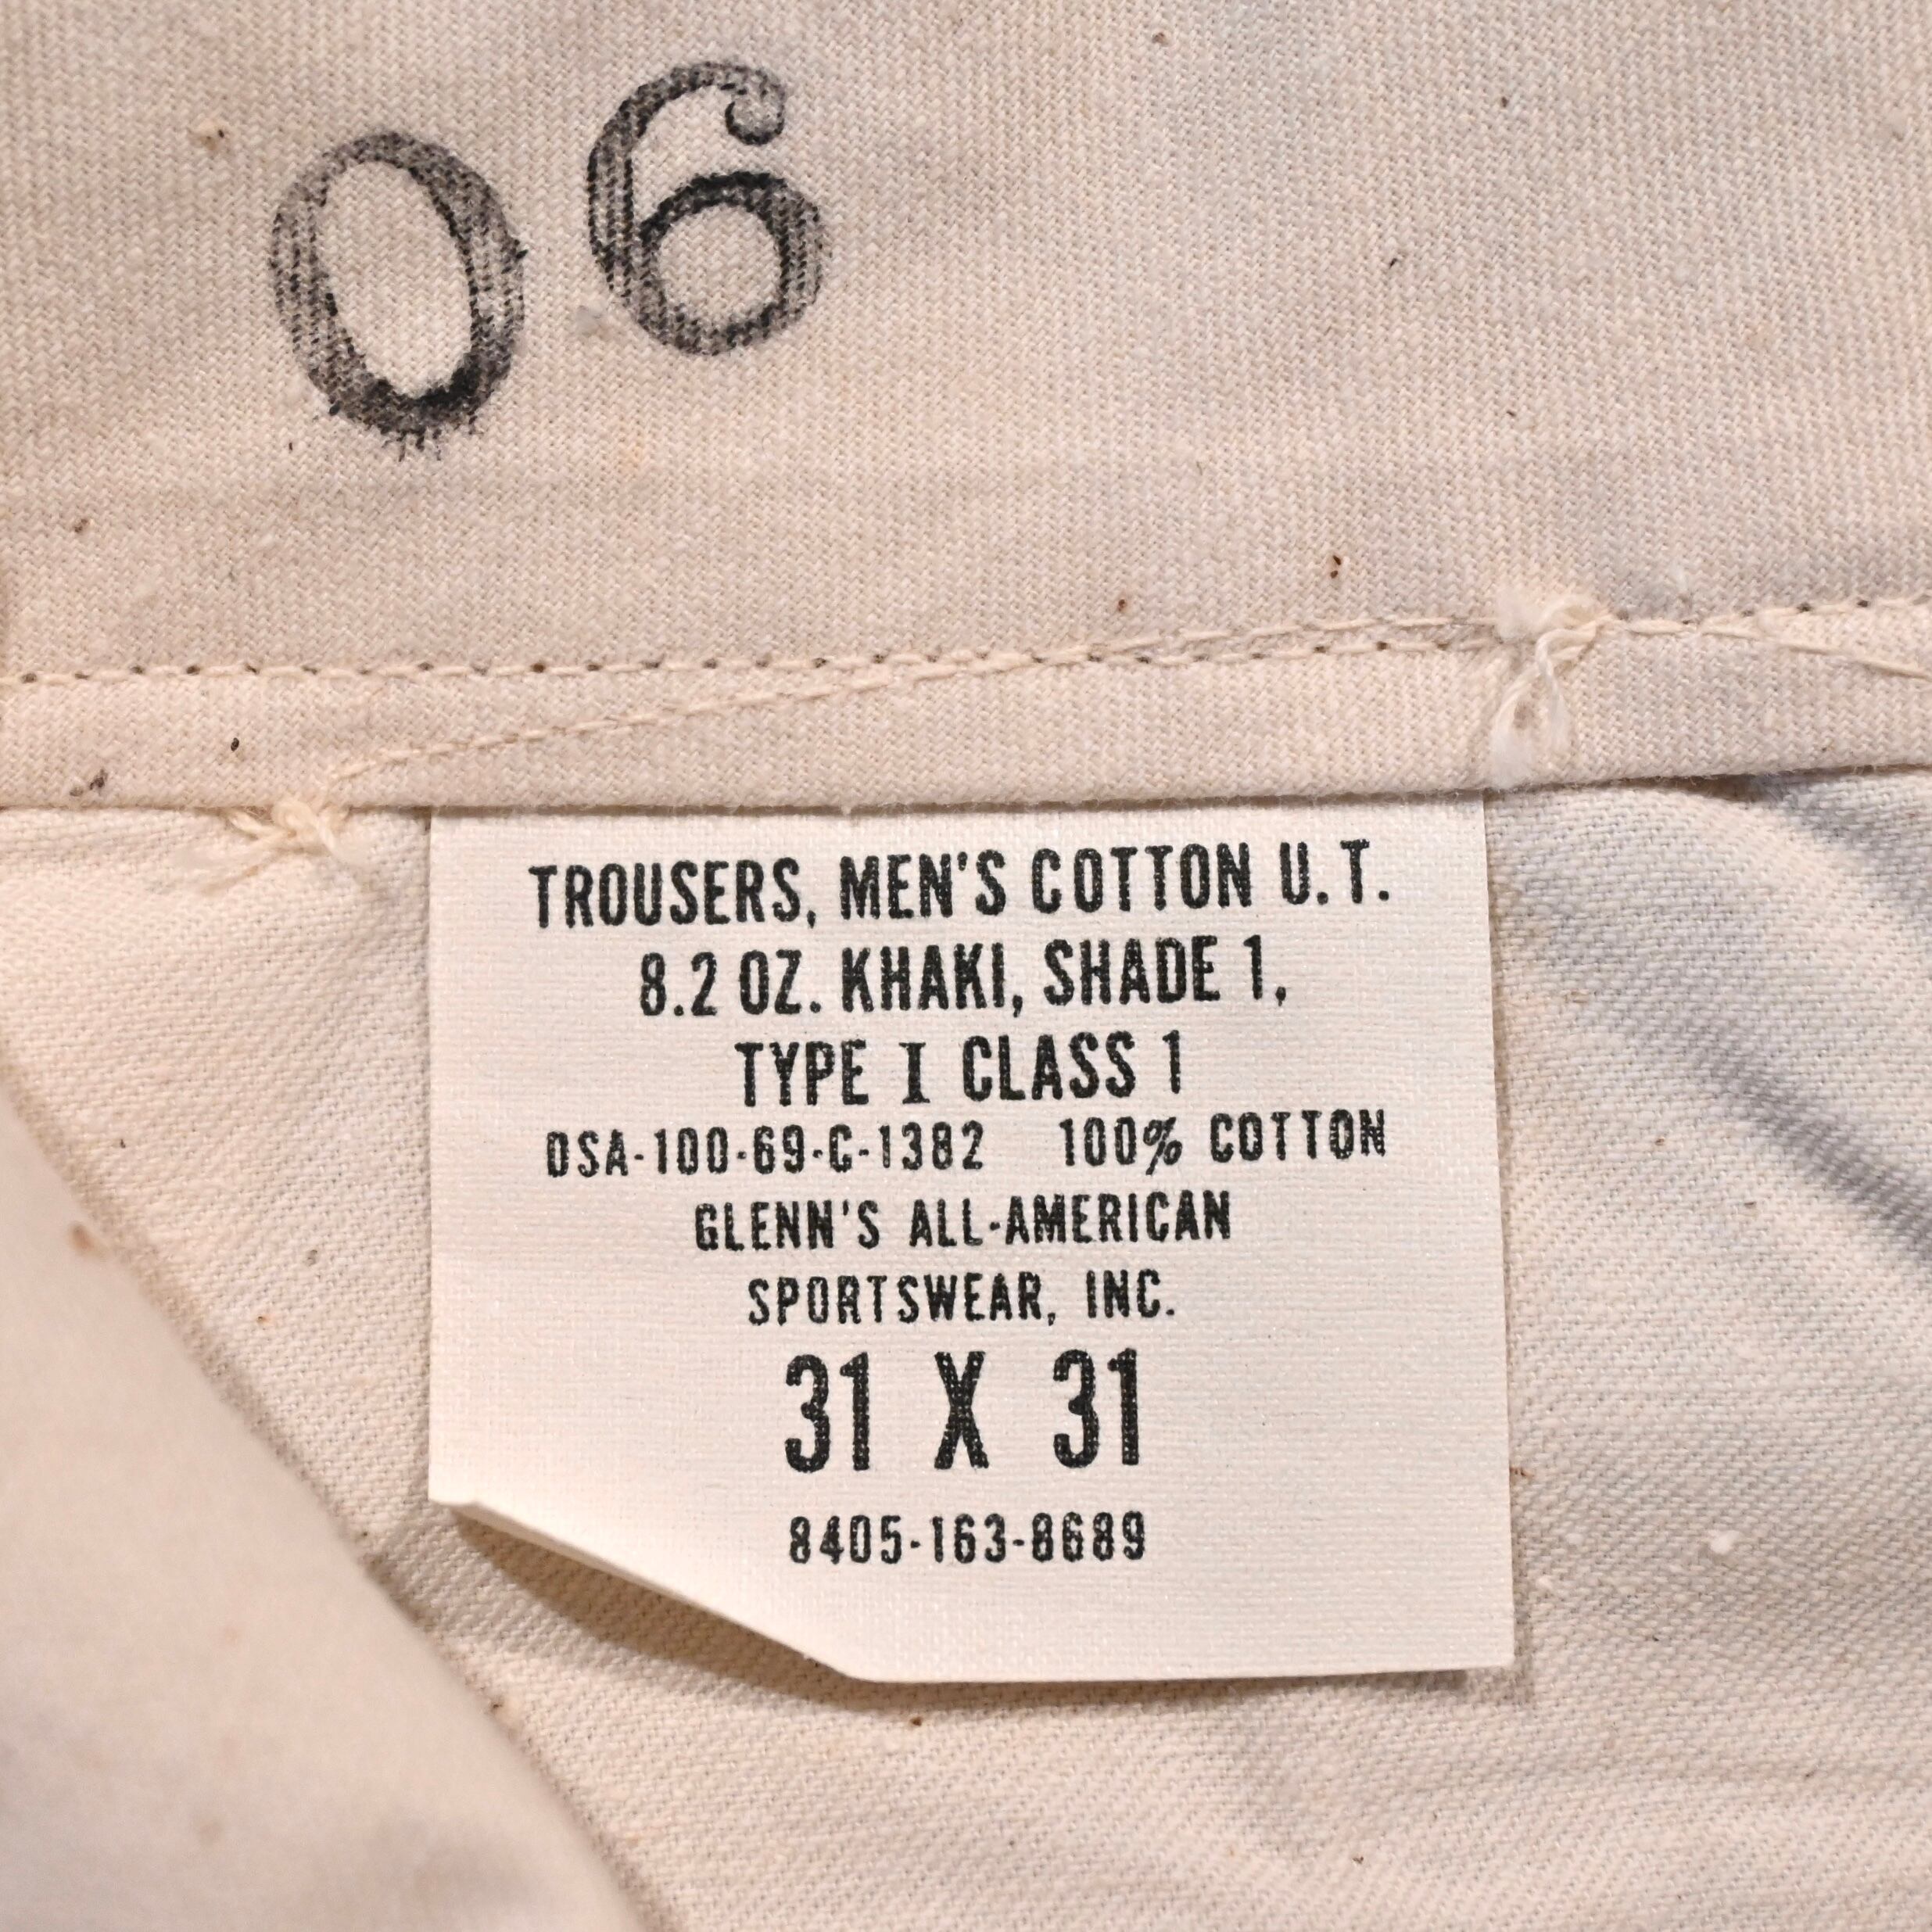 06
TROUSERS, MEN'S COTTON U.T.
8.2 OZ. KHAKI, SHADE 1,
TYPE I CLASS 1
DSA-100-69-C-1382 100% COTTON
GLENN'S ALL-AMERICAN
SPORTSWEAR, INC.
31 X 31
8405-163-8689